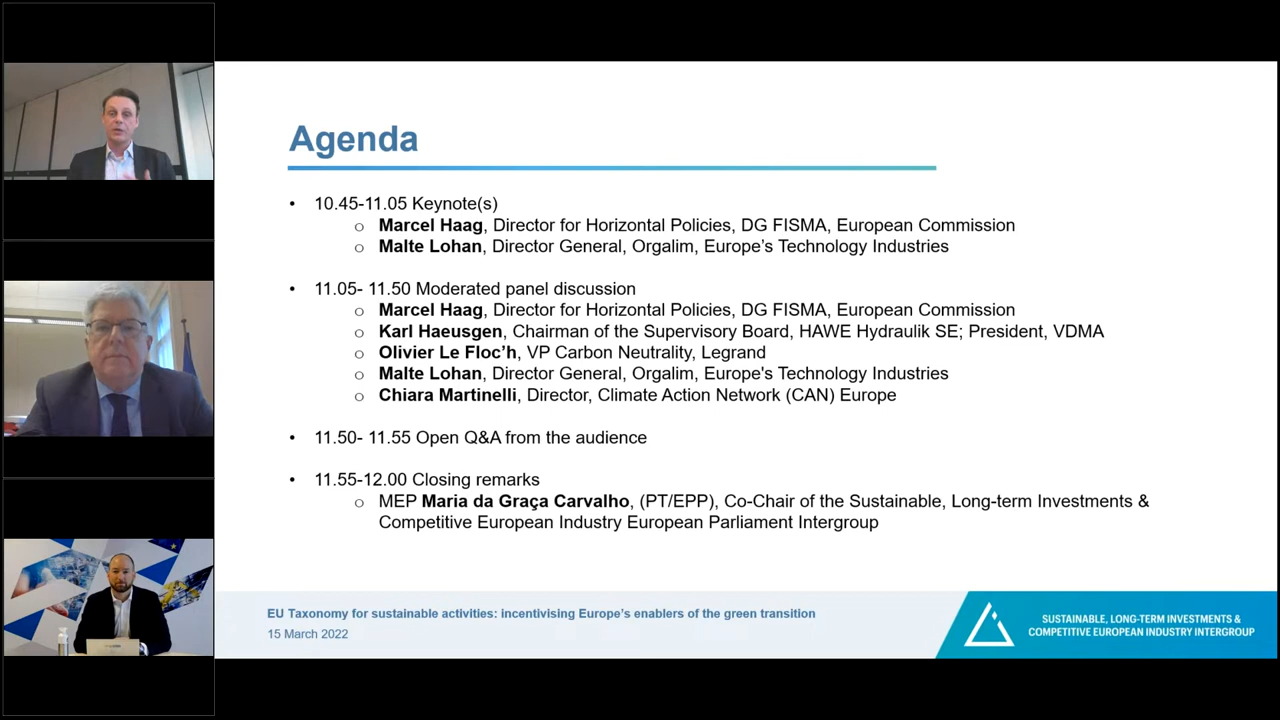 Agenda
• 10.45-11.05 Keynote(s)
o Marcel Haag, Director for Horizontal Policies, DG FISMA, European Commission
o Malte Lohan, Director General, Orgalim, Europe’s Technology Industries
• 11.05- 11.50 Moderated panel discussion
o Marcel Haag, Director for Horizontal Policies, DG FISMA, European Commission
o Karl Haeusgen, Chairman of the Supervisory Board, HAWE Hydraulik SE; President, VDMA
o Olivier Le Floc’h, VP Carbon Neutrality, Legrand
o Malte Lohan, Director General, Orgalim, Europe's Technology Industries
o Chiara Martinelli, Director, Climate Action Network (CAN) Europe
• 11.50- 11.55 Open Q&A from the audience
• 11.55-12.00 Closing remarks
o MEP Maria da Graça Carvalho, (PT/EPP), Co-Chair of the Sustainable, Long-term Investments &
Competitive European Industry European Parliament Intergroup
EU Taxonomy for sustainable activities: incentivising Europe’s enablers of the green transition
15 March 2022
SUSTAINABLE, LONG-TERM INVESTMENTS &
COMPETITIVE EUROPEAN INDUSTRY INTERGROUP